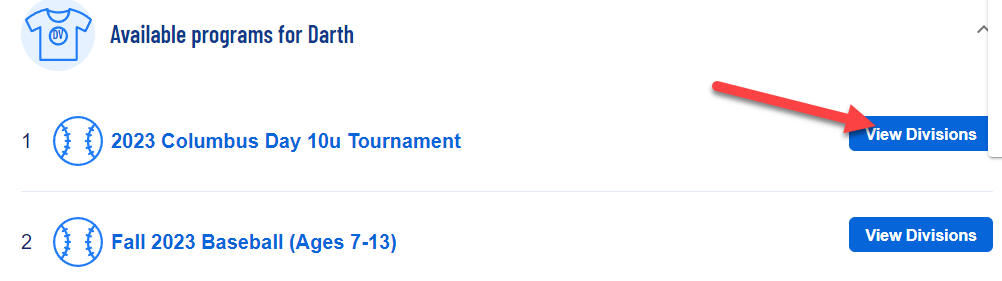 DV
Available programs for Darth
1 2023 Columbus Day 10u Tournament View Divisions
2 Fall 2023 Baseball (Ages 7-13) View Divisions